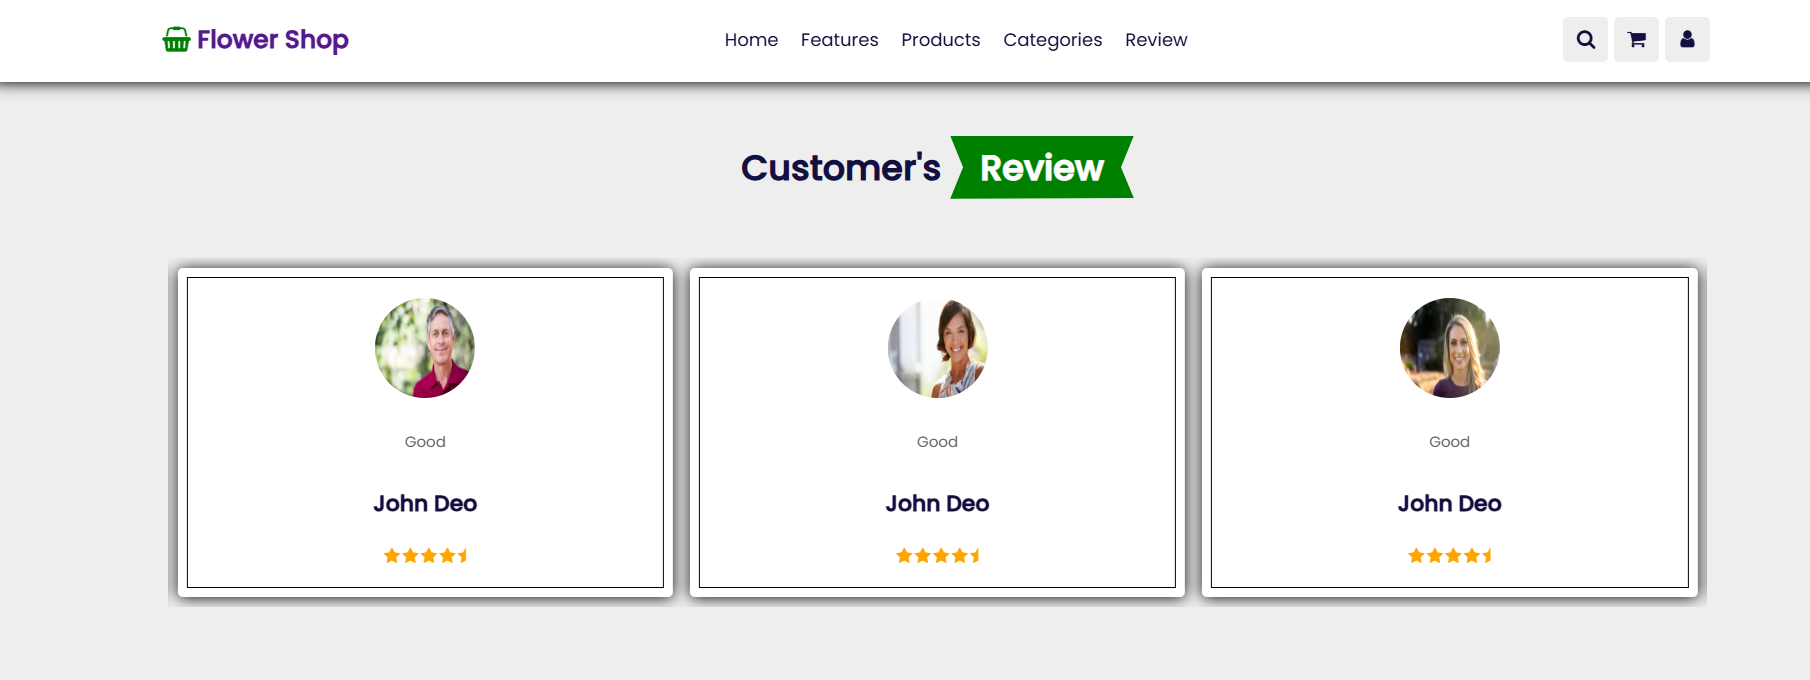 Flower Shop
Home Features Products Categories Review
Customer's Review
Good Good Good
John Deo John Deo John Deo